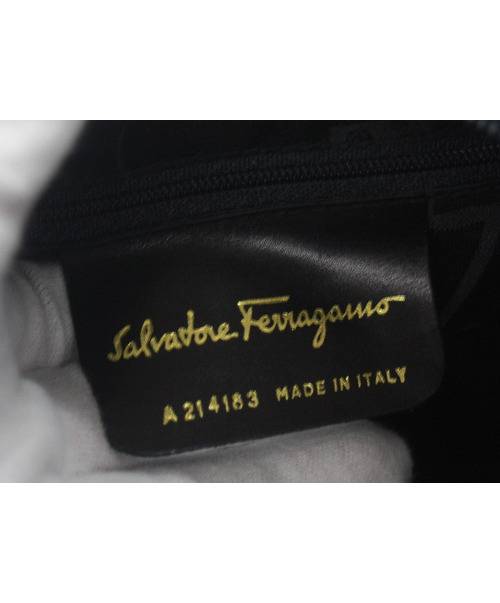 Salvatore Ferragamo
A 214183 MADE IN ITALY